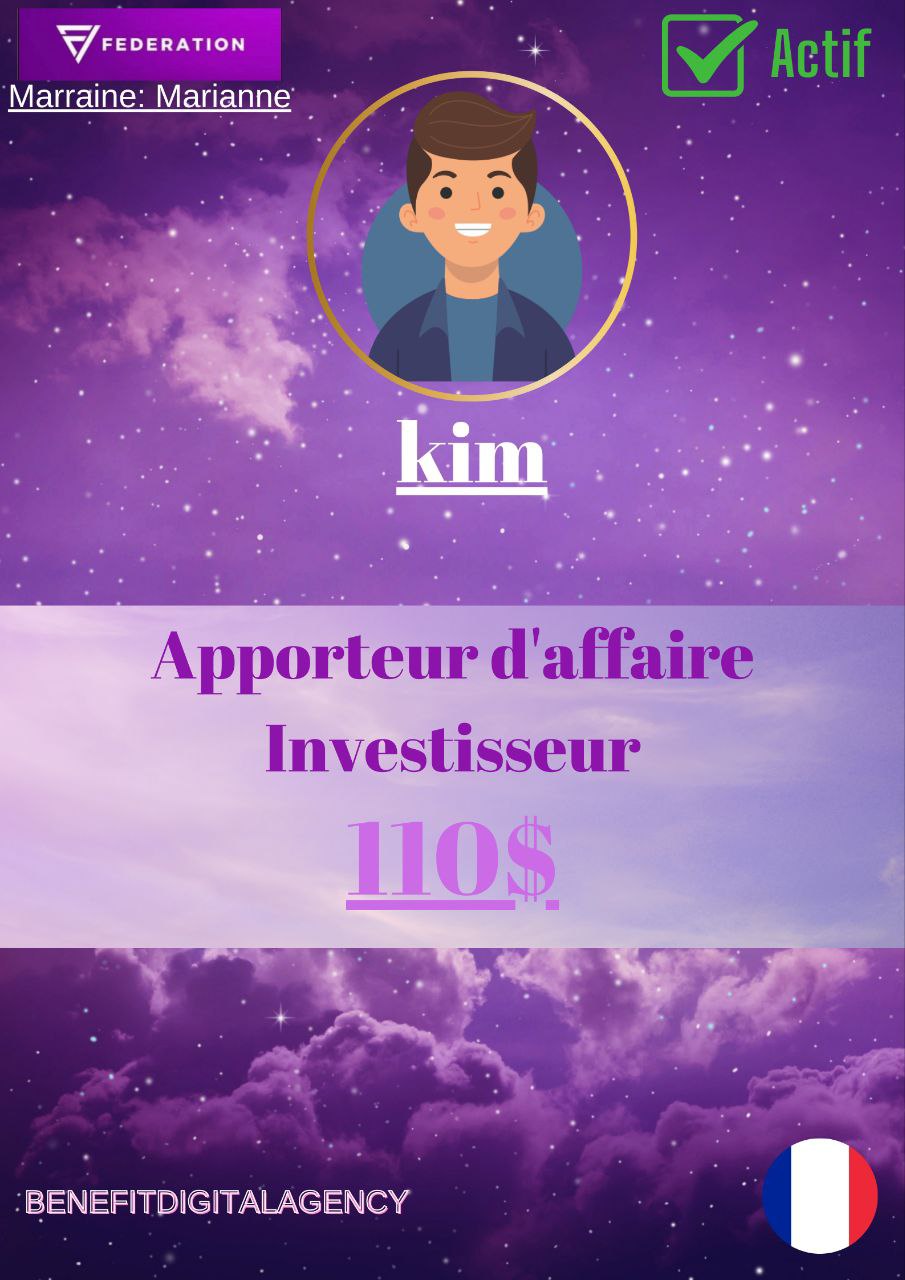 FEDERATION
Marraine: Marianne
Actif
kim
Apporteur d'affaire
Investisseur
110$
BENEFITDIGITALAGENCY